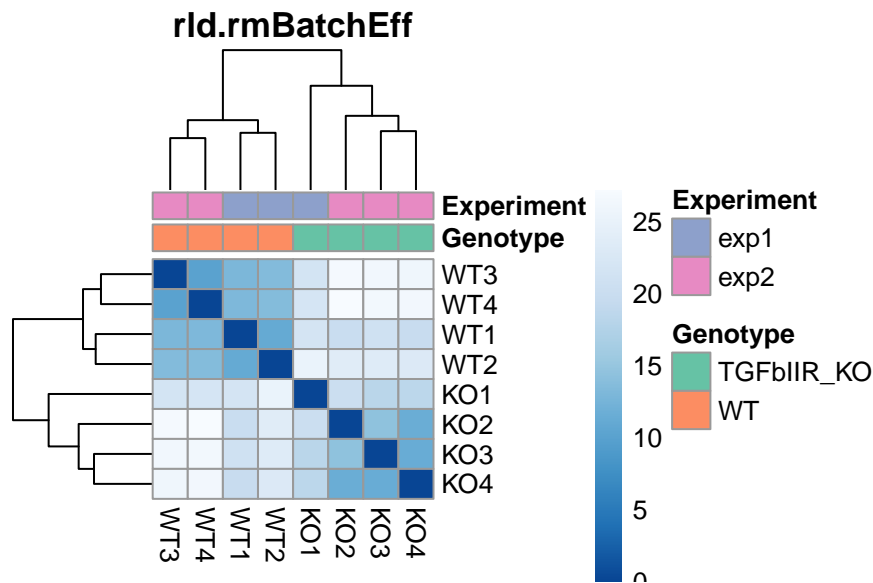 rld.rmBatchEff
Experiment
Genotype
WT3
WT4
WT1
WT2
KO1
KO2
KO3
KO4
WT3
WT4
WT1
WT2
KO1
KO2
KO3
KO4
25
20
15
10
5
0
Experiment
exp1
exp2
Genotype
TGFbIIR_KO
WT